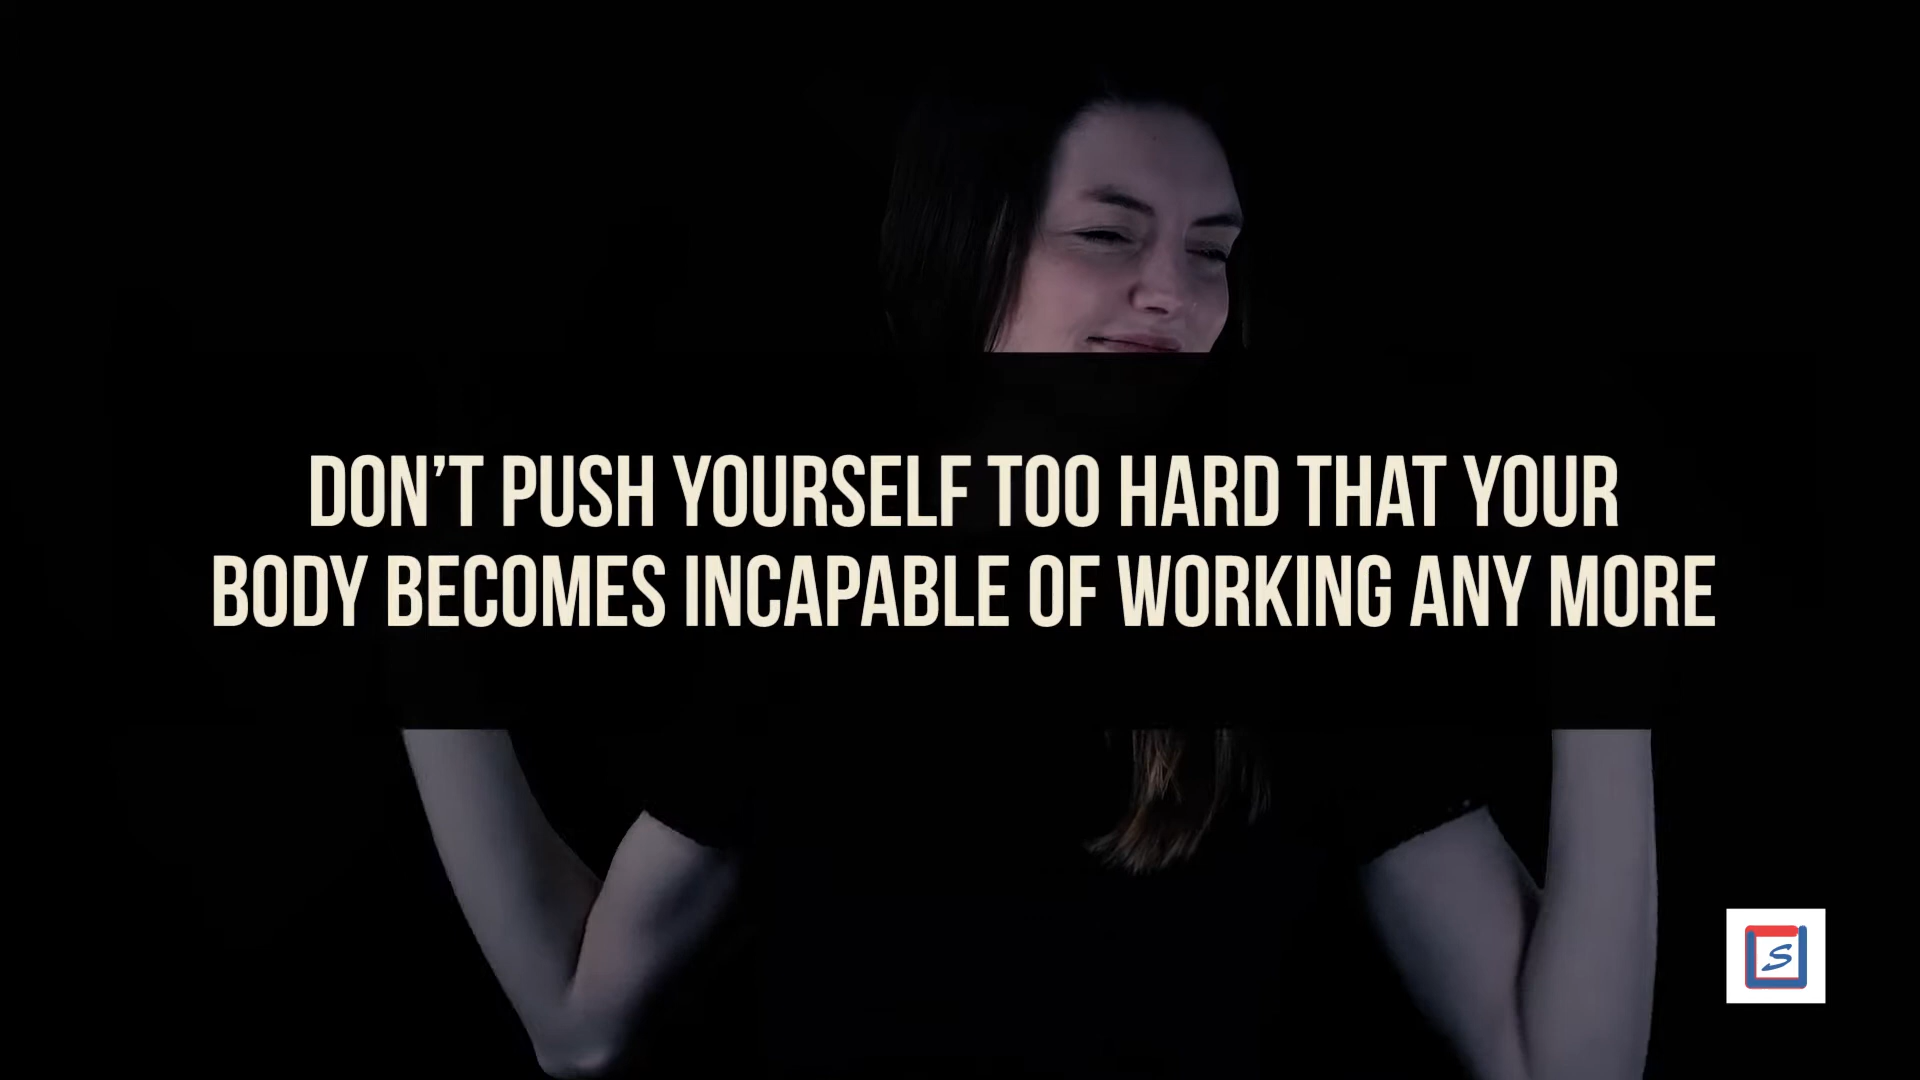 DON'T PUSH YOURSELF TOO HARD THAT YOUR
BODY BECOMES INCAPABLE OF WORKING ANY MORE
S